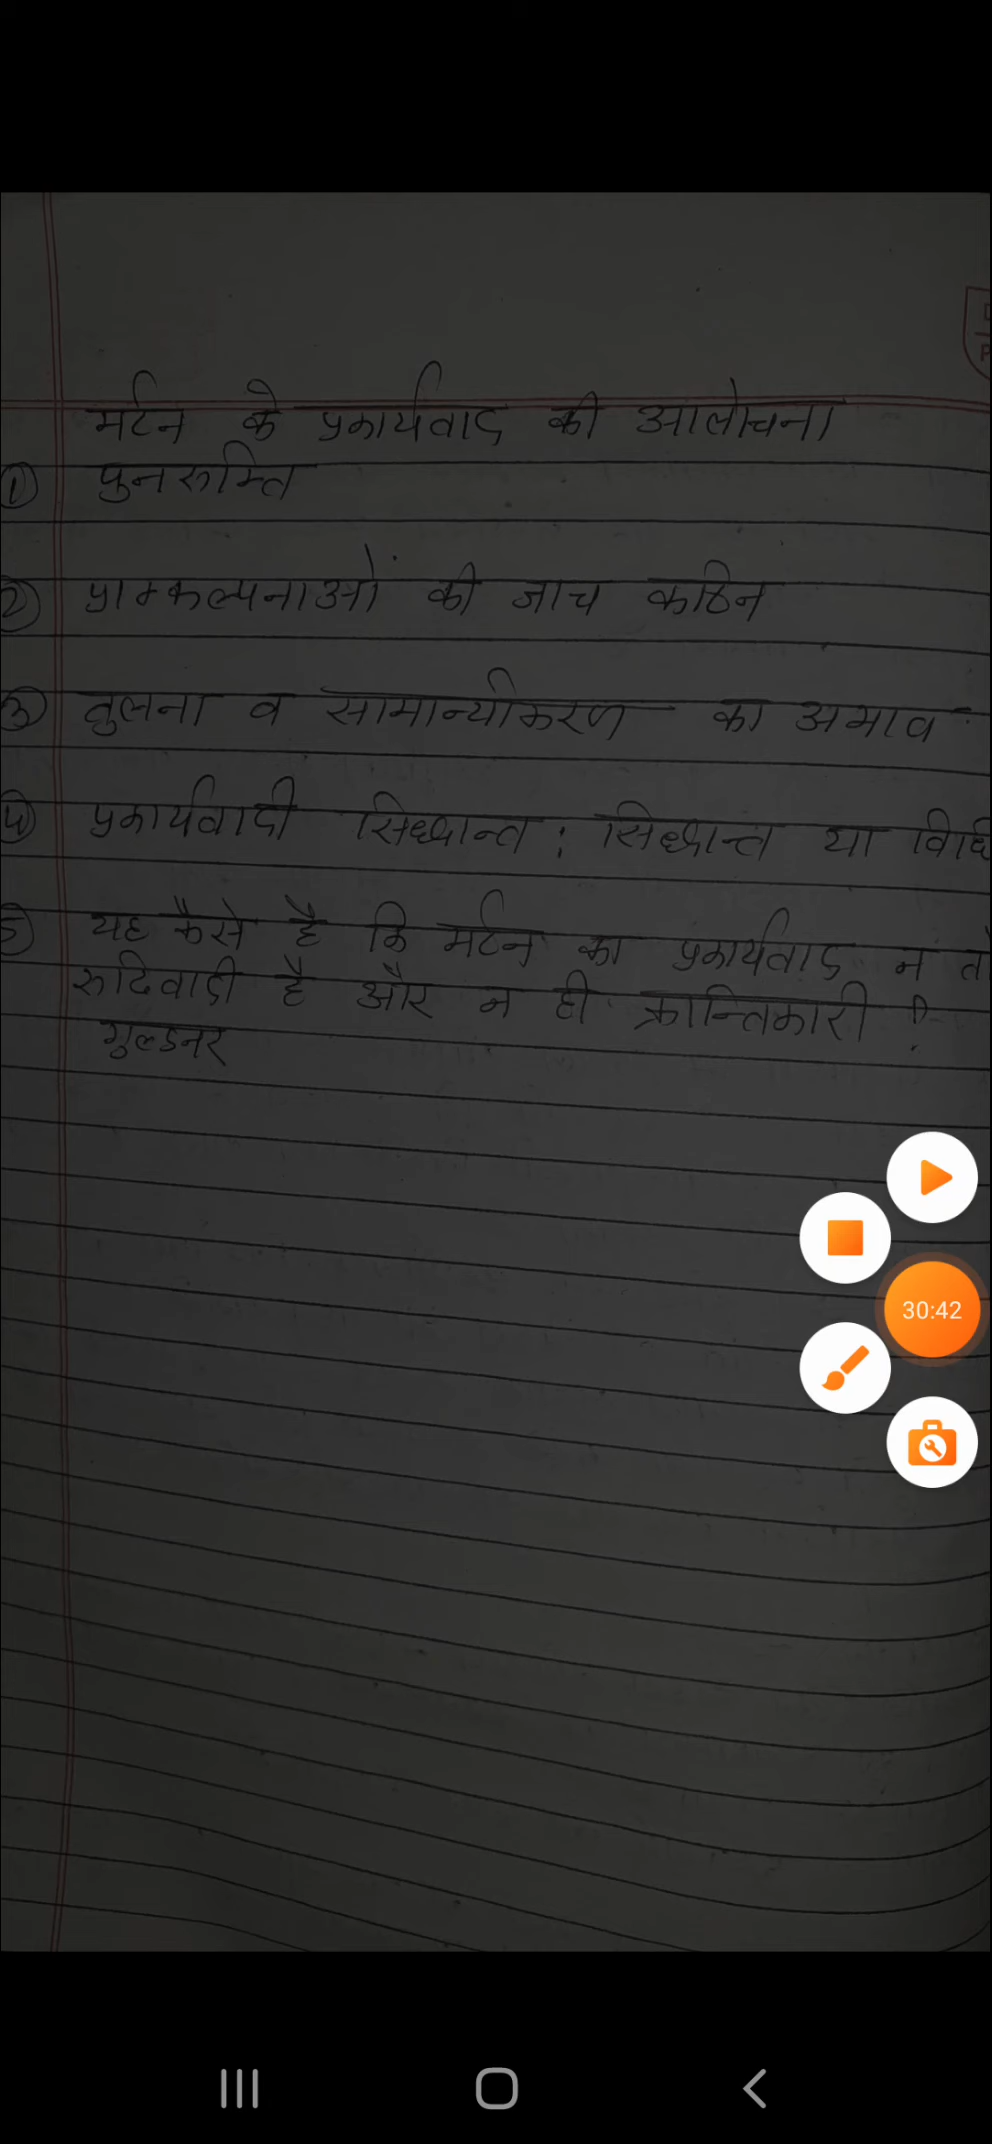 मर्टन के प्रकार्यवाद की आलोचना
① पुनरुक्ति
② प्राक्कल्पनाओं की जांच कठिन
③ तुलना व सामान्यीकरण का अभाव
④ प्रकार्यवादी सिध्धान्त : सिध्धान्त या विधि
⑤ यह कैसे है कि मर्टन का प्रकार्यवाद न तो
रुढिवादी है और न ही क्रान्तिकारी ?
गुल्डनर
30:42